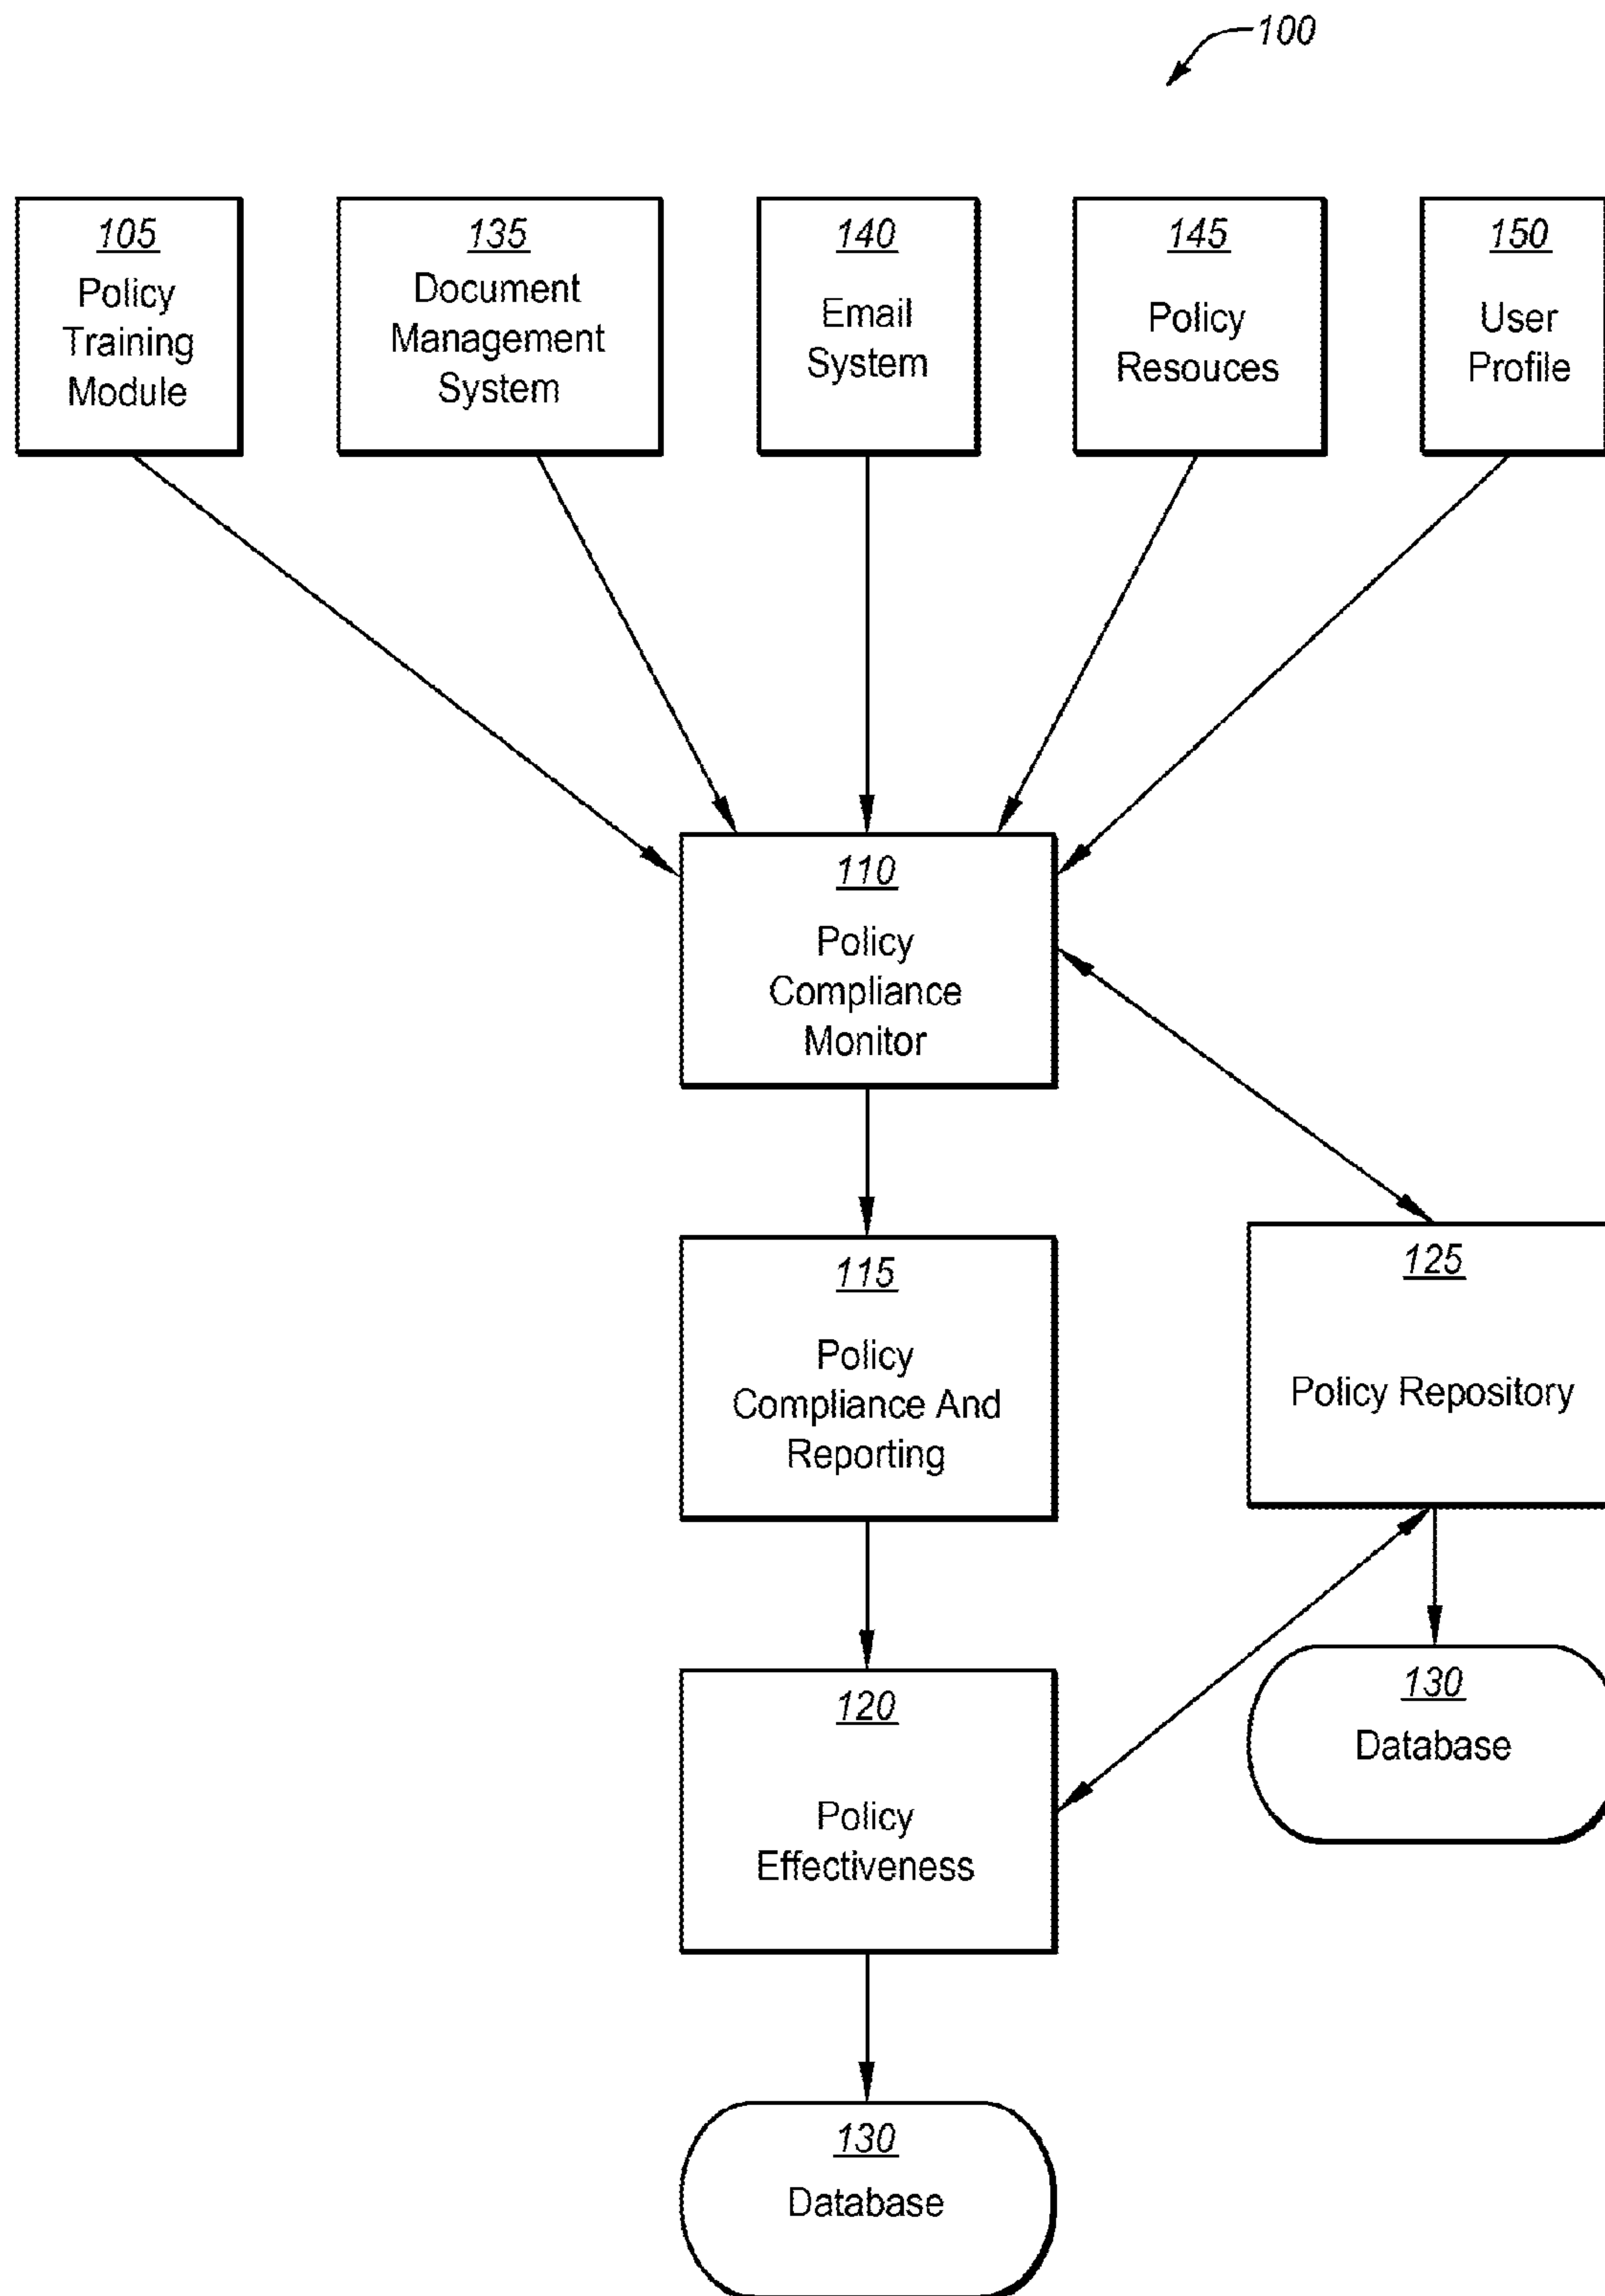 100
105
Policy
Training
Module
135
Document
Management
System
140
Email
System
145
Policy
Resouces
150
User
Profile
110
Policy
Compliance
Monitor
115
Policy
Compliance And
Reporting
125
Policy Repository
120
Policy
Effectiveness
130
Database
130
Database